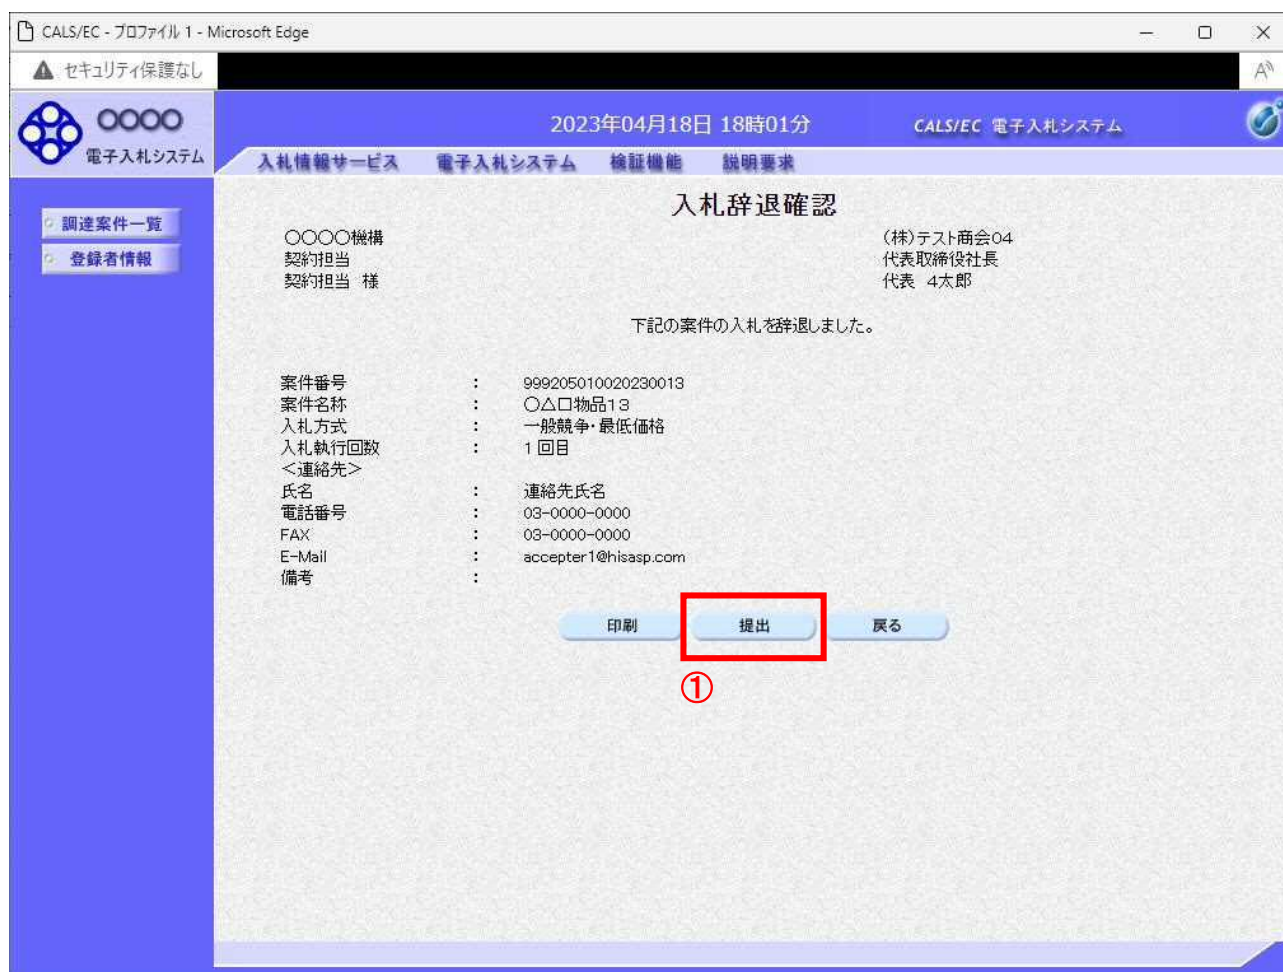 CALS/EC - プロファイル 1 - Microsoft Edge
セキュリティ保護なし
〇〇〇〇
電子入札システム
2023年04月18日 18時01分
CALS/EC 電子入札システム
入札情報サービス 電子入札システム 検証機能 説明要求
調達案件一覧
登録者情報
入札辞退確認
〇〇〇〇機構 (株)テスト商会04
契約担当 代表取締役社長
契約担当 様 代表 4太郎
下記の案件の入札を辞退しました。
案件番号 : 999205010020230013
案件名称 : 〇△口物品13
入札方式 : 一般競争・最低価格
入札執行回数 : 1回目
<連絡先>
氏名 : 連絡先氏名
電話番号 : 03-0000-0000
FAX : 03-0000-0000
E-Mail : accepter1@hisasp.com
備考 :
印刷 提出 戻る
①